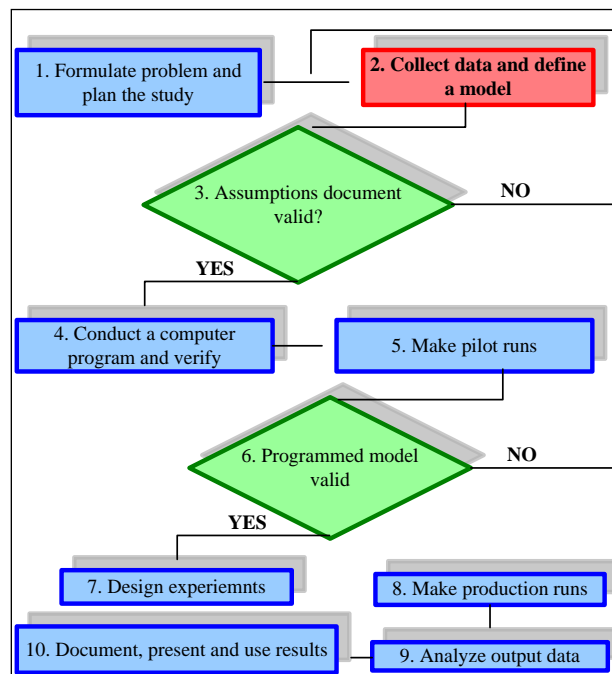 1. Formulate problem and
plan the study
2. Collect data and define
a model
3. Assumptions document
valid?
NO
YES
4. Conduct a computer
program and verify
5. Make pilot runs
6. Programmed model
valid
NO
YES
7. Design experiemnts
8. Make production runs
10. Document, present and use results
9. Analyze output data